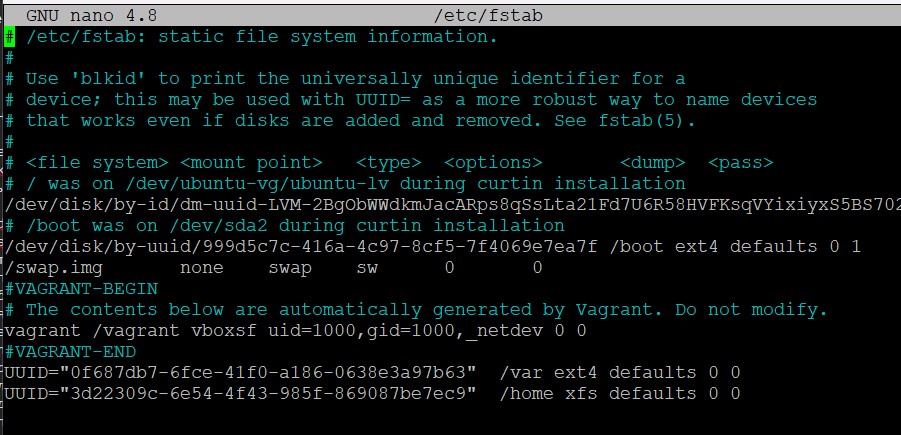 GNU nano 4.8 /etc/fstab
# /etc/fstab: static file system information.
#
# Use 'blkid' to print the universally unique identifier for a
# device; this may be used with UUID= as a more robust way to name devices
# that works even if disks are added and removed. See fstab(5).
#
# <file system> <mount point>   <type>  <options>       <dump>  <pass>
# / was on /dev/ubuntu-vg/ubuntu-lv during curtin installation
/dev/disk/by-id/dm-uuid-LVM-2BgObWWdkmJacARps8qSsLta21Fd7U6R58HVFKsqVYixiyxS5BS702
# /boot was on /dev/sda2 during curtin installation
/dev/disk/by-uuid/999d5c7c-416a-4c97-8cf5-7f4069e7ea7f /boot ext4 defaults 0 1
/swap.img       none    swap    sw      0       0
#VAGRANT-BEGIN
# The contents below are automatically generated by Vagrant. Do not modify.
vagrant /vagrant vboxsf uid=1000,gid=1000,_netdev 0 0
#VAGRANT-END
UUID="0f687db7-6fce-41f0-a186-0638e3a97b63"  /var ext4 defaults 0 0
UUID="3d22309c-6e54-4f43-985f-869087be7ec9"  /home xfs defaults 0 0